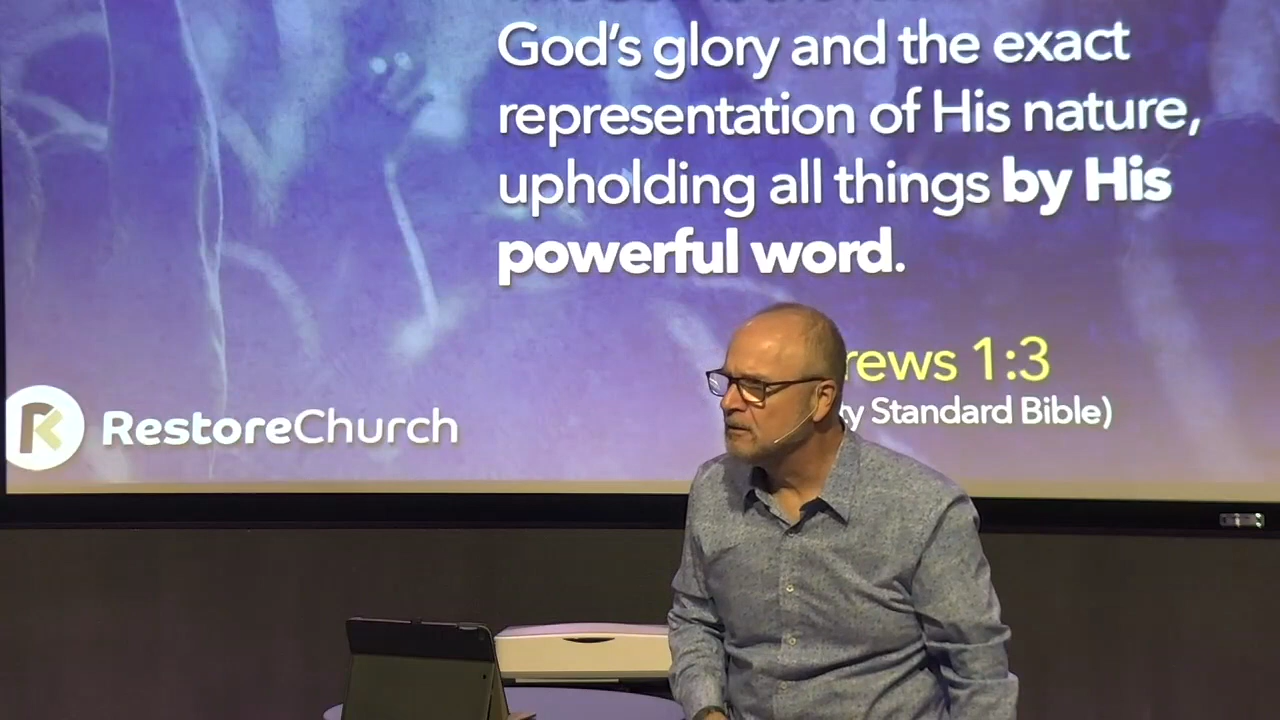 God's glory and the exact
representation of His nature,
upholding all things by His
powerful word.
rews 1:3
y Standard Bible)
RestoreChurch